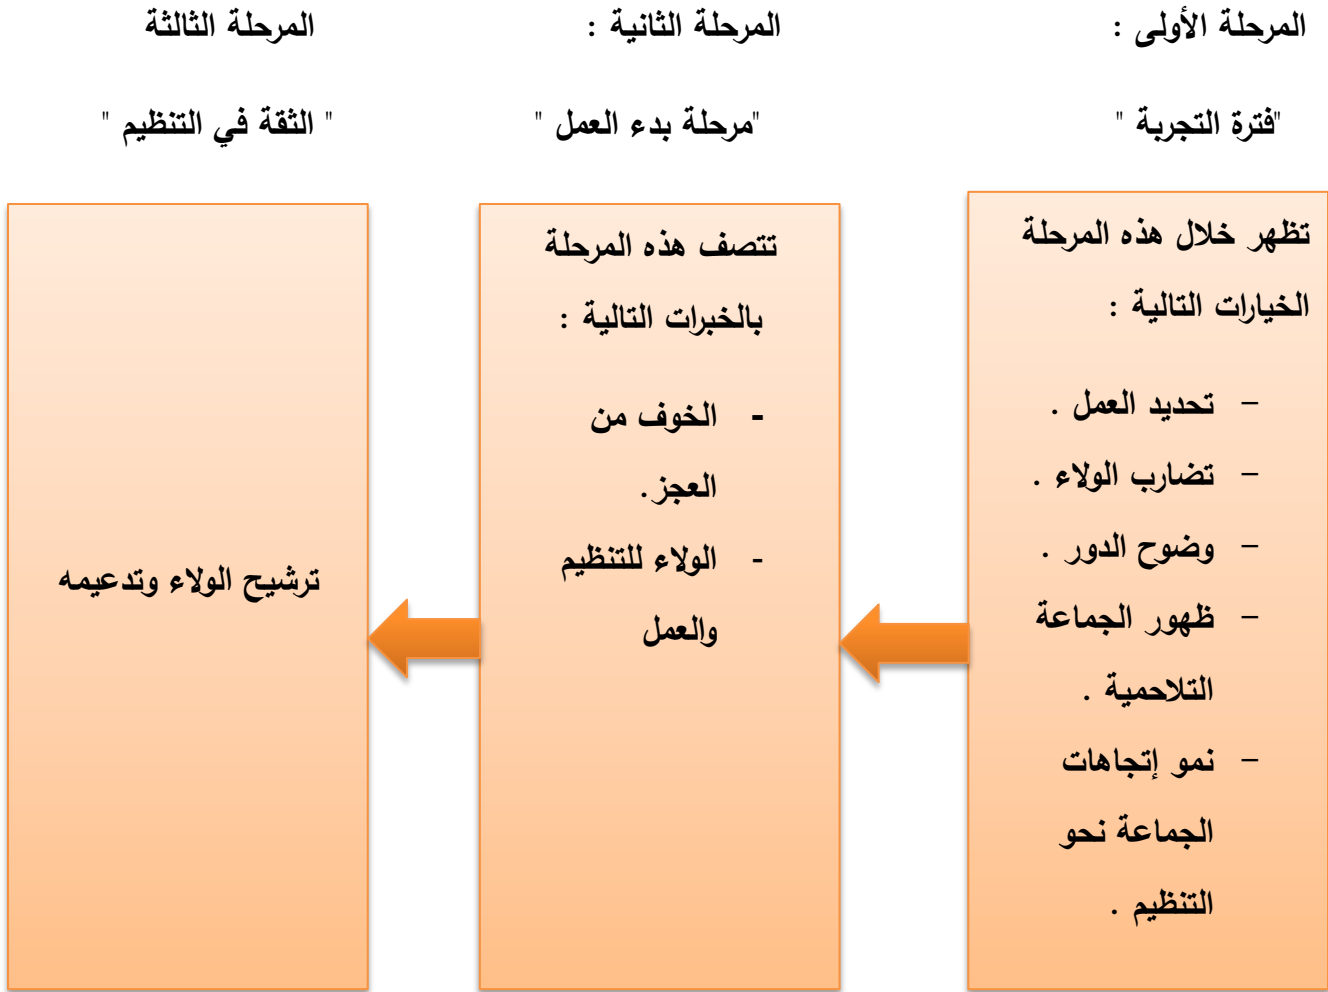 المرحلة الأولى :
"فترة التجربة "
تظهر خلال هذه المرحلة
الخيارات التالية :
– تحديد العمل .
– تضارب الولاء .
– وضوح الدور .
– ظهور الجماعة
التلاحمية .
– نمو إتجاهات
الجماعة نحو
التنظيم .
المرحلة الثانية :
"مرحلة بدء العمل "
تتصف هذه المرحلة
بالخبرات التالية :
- الخوف من
العجز.
- الولاء للتنظيم
والعمل
المرحلة الثالثة
" الثقة في التنظيم "
ترشيح الولاء وتدعيمه